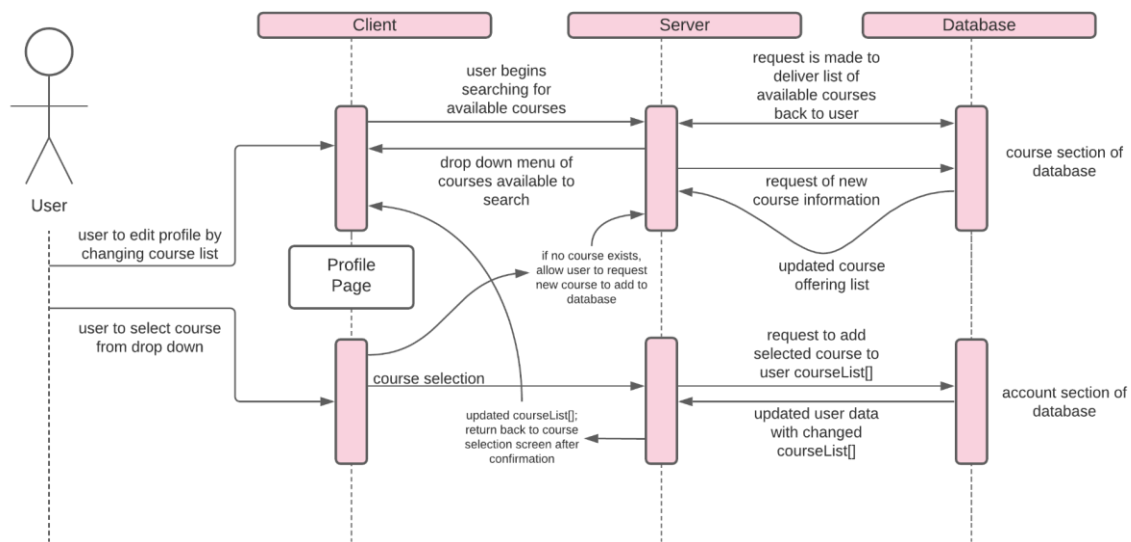 Client
Server
Database
user begins
searching for
available courses
request is made to
deliver list of
available courses
back to user
drop down menu of
courses available to
search
request of new
course information
course section of
database
User
user to edit profile by
changing course list
Profile
Page
if no course exists,
allow user to request
new course to add to
database
updated course
offering list
user to select course
from drop down
course selection
request to add
selected course to
user courseList[]
account section of
database
updated courseList[];
return back to course
selection screen after
confirmation
updated user data
with changed
courseList[]